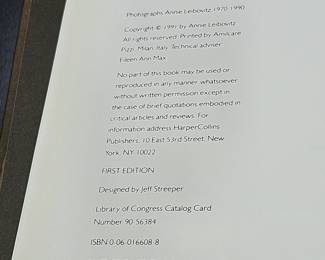 Photographs Annie Leibovitz 1970-1990
Copyright © 1991 by Annie Leibovitz
All rights reserved. Printed by Amilcare
Pizzi, Milan, Italy. Technical adviser
Eileen Ann Max
No part of this book may be used or
reproduced in any manner whatsoever
without written permission except in
the case of brief quotations embodied in
critical articles and reviews. For
information address HarperCollins
Publishers, 10 East 53rd Street, New
York, NY 10022
FIRST EDITION
Designed by Jeff Streeper
Library of Congress Catalog Card
Number 90-56384
ISBN 0-06-016608-8